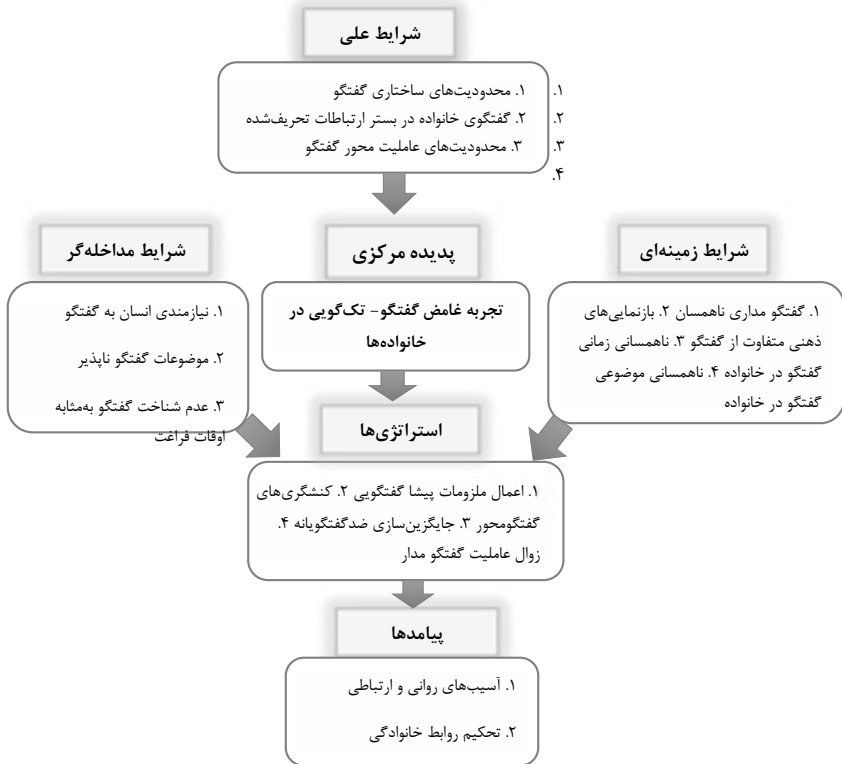 شرایط علی
۱. محدودیت‌های ساختاری گفتگو
۲. گفتگوی خانواده در بستر ارتباطات تحریف‌شده
۳. محدودیت‌های عاملیت محور گفتگو
۱.
۲.
۳.
۴.
شرایط زمینه‌ای
۱. گفتگو مداری ناهمسان ۲. بازنمایی‌های
ذهنی متفاوت از گفتگو ۳. ناهمسانی زمانی
گفتگو در خانواده ۴. ناهمسانی موضوعی
گفتگو در خانواده
پدیده مرکزی
تجربه غامض گفتگو- تک‌گویی در
خانواده‌ها
شرایط مداخله‌گر
۱. نیازمندی انسان به گفتگو
۲. موضوعات گفتگو ناپذیر
۳. عدم شناخت گفتگو به‌مثابه
اوقات فراغت
استراتژی‌ها
۱. اعمال ملزومات پیشا گفتگویی ۲. کنشگری‌های
گفتگومحور ۳. جایگزین‌سازی ضدگفتگویانه ۴.
زوال عاملیت گفتگو مدار
پیامدها
۱. آسیب‌های روانی و ارتباطی
۲. تحکیم روابط خانوادگی